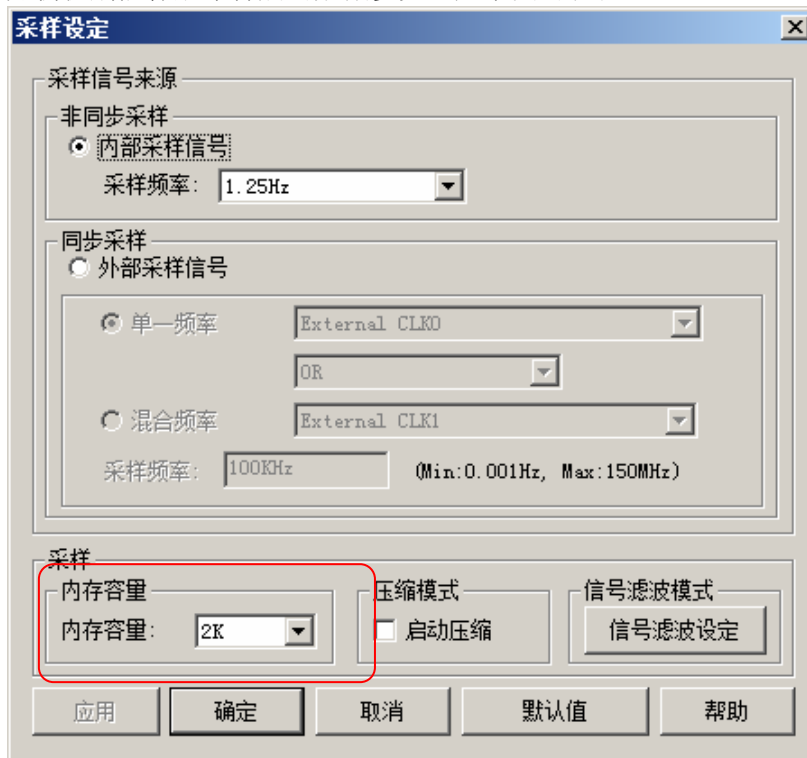 采样设定
采样信号来源
非同步采样
内部采样信号
采样频率: 1.25Hz
同步采样
外部采样信号
单一频率 External CLK0
OR
混合频率 External CLK1
采样频率: 100KHz (Min:0.001Hz, Max:150MHz)
采样
内存容量 压缩模式 信号滤波模式
内存容量: 2K 启动压缩 信号滤波设定
应用 确定 取消 默认值 帮助